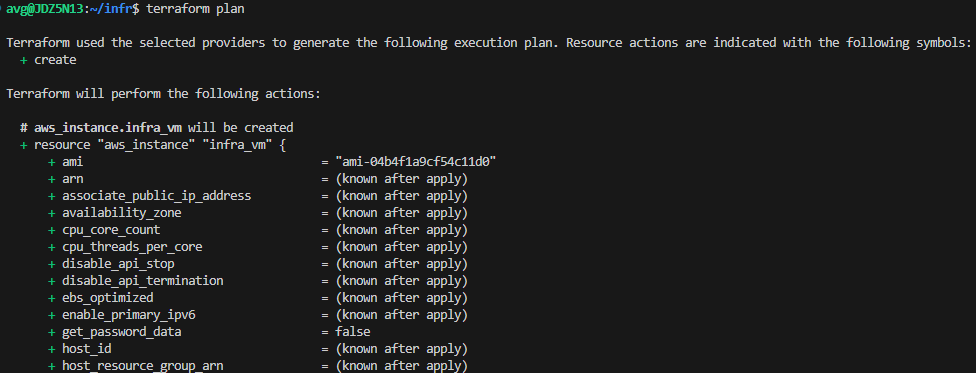 avg@JDZ5N13:~/infr$ terraform plan
Terraform used the selected providers to generate the following execution plan. Resource actions are indicated with the following symbols:
+ create
Terraform will perform the following actions:
# aws_instance.infra_vm will be created
+ resource "aws_instance" "infra_vm" {
+ ami = "ami-04b4f1a9cf54c11d0"
+ arn = (known after apply)
+ associate_public_ip_address = (known after apply)
+ availability_zone = (known after apply)
+ cpu_core_count = (known after apply)
+ cpu_threads_per_core = (known after apply)
+ disable_api_stop = (known after apply)
+ disable_api_termination = (known after apply)
+ ebs_optimized = (known after apply)
+ enable_primary_ipv6 = (known after apply)
+ get_password_data = false
+ host_id = (known after apply)
+ host_resource_group_arn = (known after apply)